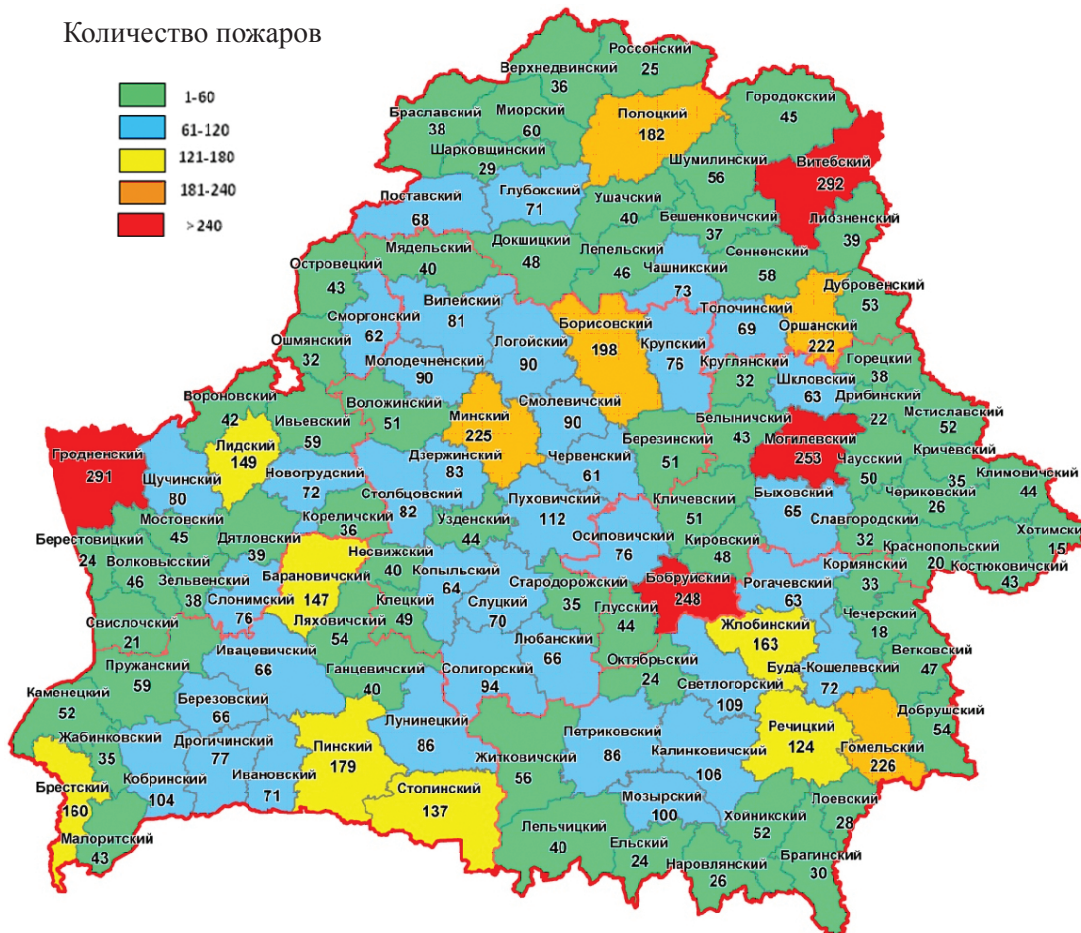 Количество пожаров
1-60
61-120
121-180
181-240
>240
Россонский
25
Верхнедвинский
36
Городокский
45
Миорский
60
Браславский
38
Полоцкий
182
Шарковщинский
29
Шумилинский
56
Витебский
292
Глубокский
71
Поставский
68
Ушачский
40
Бешенковичский
37
Лиозненский
39
Докшицкий
48
Мядельский
40
Лепельский
46
Сенненский
58
Островецкий
43
Чашникский
73
Дубровенский
53
Вилейский
81
Толочинский
69
Сморгонский
62
Борисовский
198
Оршанский
222
Ошмянский
32
Логойский
90
Крупский
76
Молодечненский
90
Круглянский
32
Горецкий
38
Шкловский
63
Вороновский
42
Воложинский
51
Минский
225
Смолевичский
90
Дрибинский
22
Ивьевский
59
Белыничский
43
Мстиславский
52
Лидский
149
Березинский
51
Могилевский
253
Гродненский
291
Дзержинский
83
Червенский
61
Чаусский
50
Кричевский
35
Щучинский
80
Новогрудский
72
Климовичский
44
Столбцовский
82
Пуховичский
112
Кличевский
51
Быховский
65
Чериковский
26
Кореличский
36
Узденский
44
Мостовский
45
Славгородский
32
Хотимский
15
Берестовицкий
24
Дятловский
39
Осиповичский
76
Кировский
48
Краснопольский
20
Волковысский
46
Несвижский
40
Костюковичский
43
Зельвенский
38
Барановичский
147
Копыльский
64
Стародорожский
35
Бобруйский
248
Рогачевский
63
Кормянский
33
Слонимский
76
Клецкий
49
Слуцкий
70
Глусский
44
Чечерский
18
Свислочский
21
Ляховичский
54
Жлобинский
163
Ивацевичский
66
Любанский
66
Ветковский
47
Пружанский
59
Ганцевичский
40
Солигорский
94
Октябрьский
24
Буда-Кошелевский
72
Каменецкий
52
Березовский
66
Светлогорский
109
Добрушский
54
Лунинецкий
86
Речицкий
124
Петриковский
86
Жабинковский
35
Дрогичинский
77
Пинский
179
Житковичский
56
Калинковичский
106
Гомельский
226
Брестский
160
Кобринский
104
Ивановский
71
Столинский
137
Мозырский
100
Лоевский
28
Малоритский
43
Хойникский
52
Лельчицкий
40
Ельский
24
Наровлянский
26
Брагинский
30